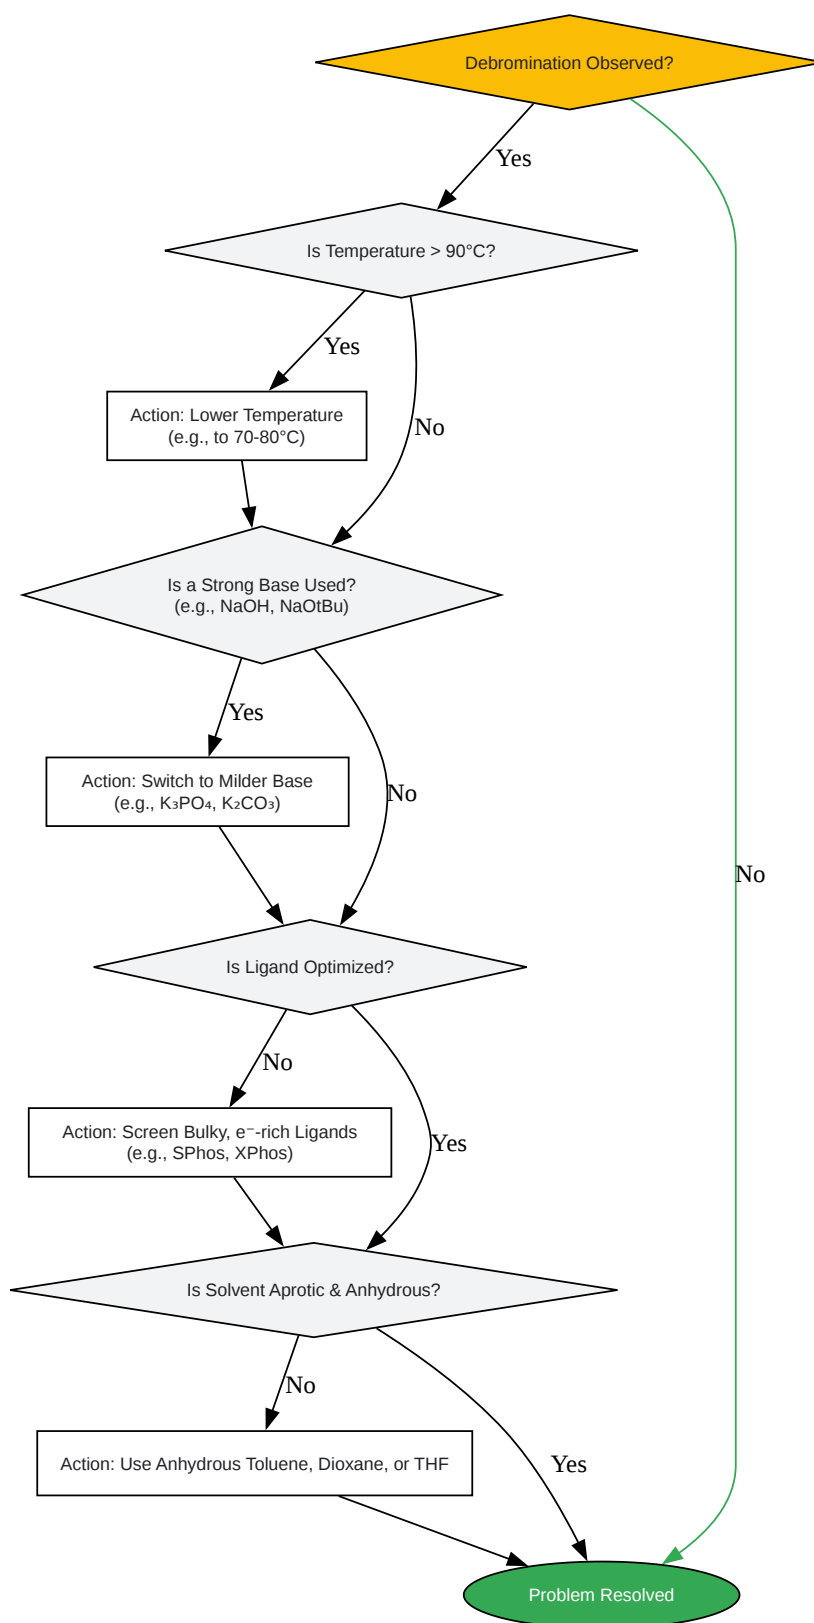 Debromination Observed?
Yes
Is Temperature > 90°C?
Yes
Action: Lower Temperature
(e.g., to 70-80°C)
No
Is a Strong Base Used?
(e.g., NaOH, NaOtBu)
Yes
Action: Switch to Milder Base
(e.g., K₃PO₄, K₂CO₃)
No
No
Is Ligand Optimized?
No
Action: Screen Bulky, e⁻-rich Ligands
(e.g., SPhos, XPhos)
Yes
Is Solvent Aprotic & Anhydrous?
No
Action: Use Anhydrous Toluene, Dioxane, or THF
Yes
Problem Resolved